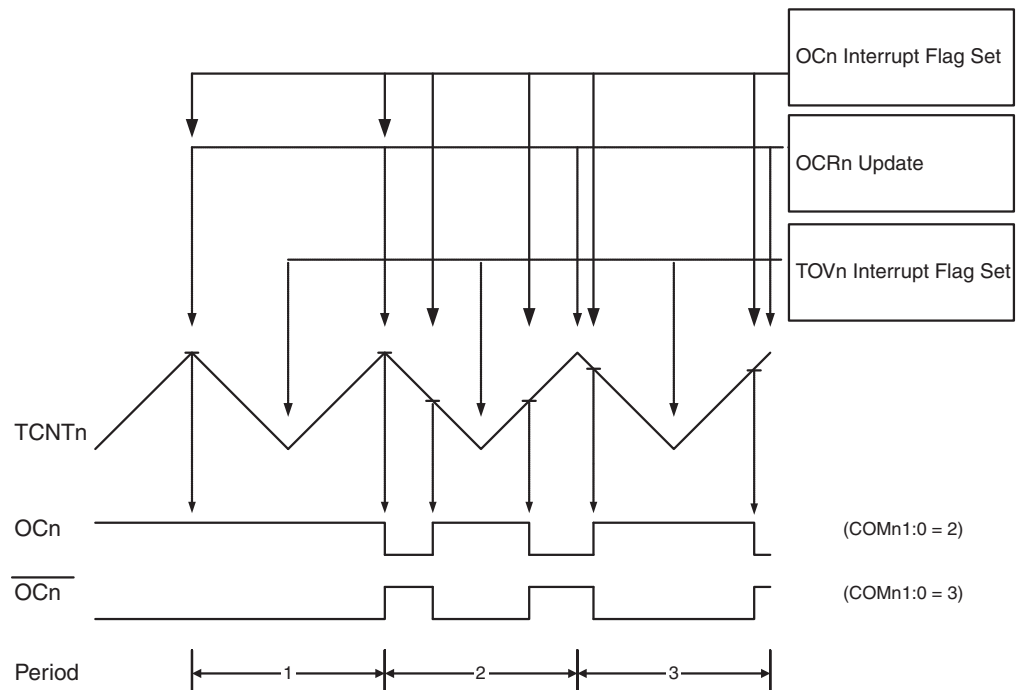 OCn Interrupt Flag Set
OCRn Update
TOVn Interrupt Flag Set
TCNTn
OCn
(COMn1:0 = 2)
OCn
(COMn1:0 = 3)
Period
1
2
3